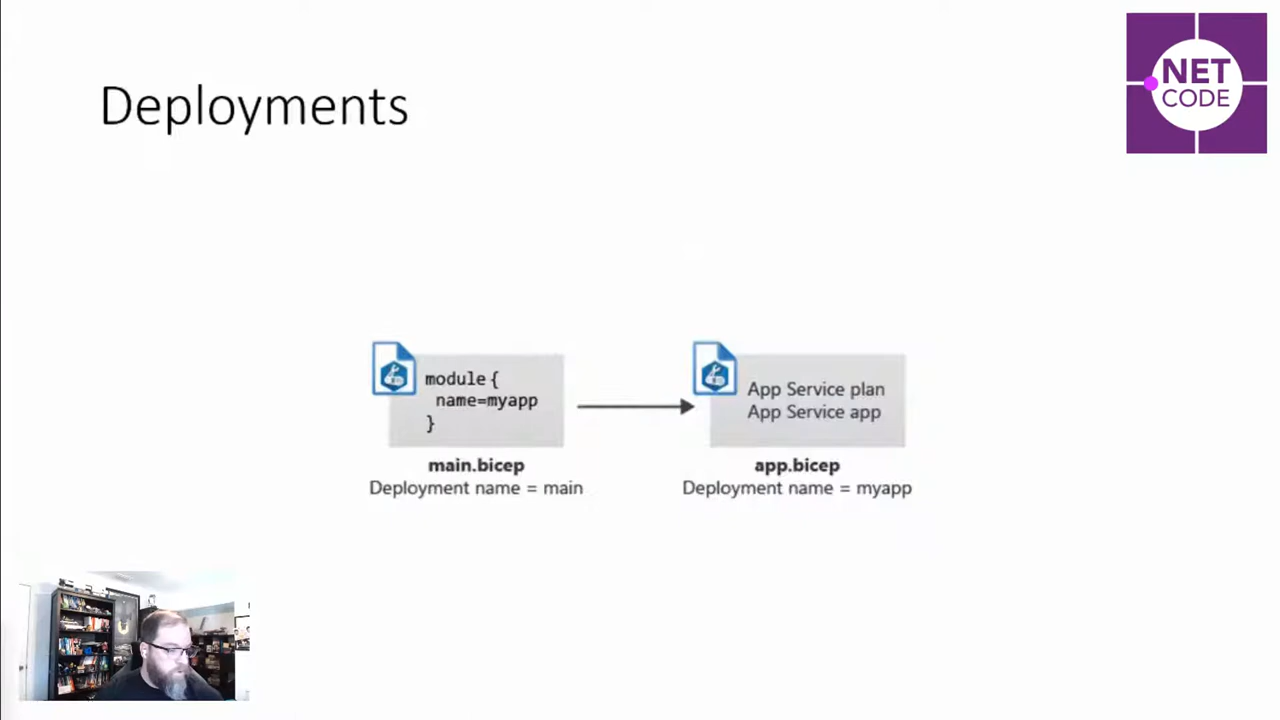 Deployments
NET
CODE
module {
name=myapp
}
main.bicep
Deployment name = main
App Service plan
App Service app
app.bicep
Deployment name = myapp